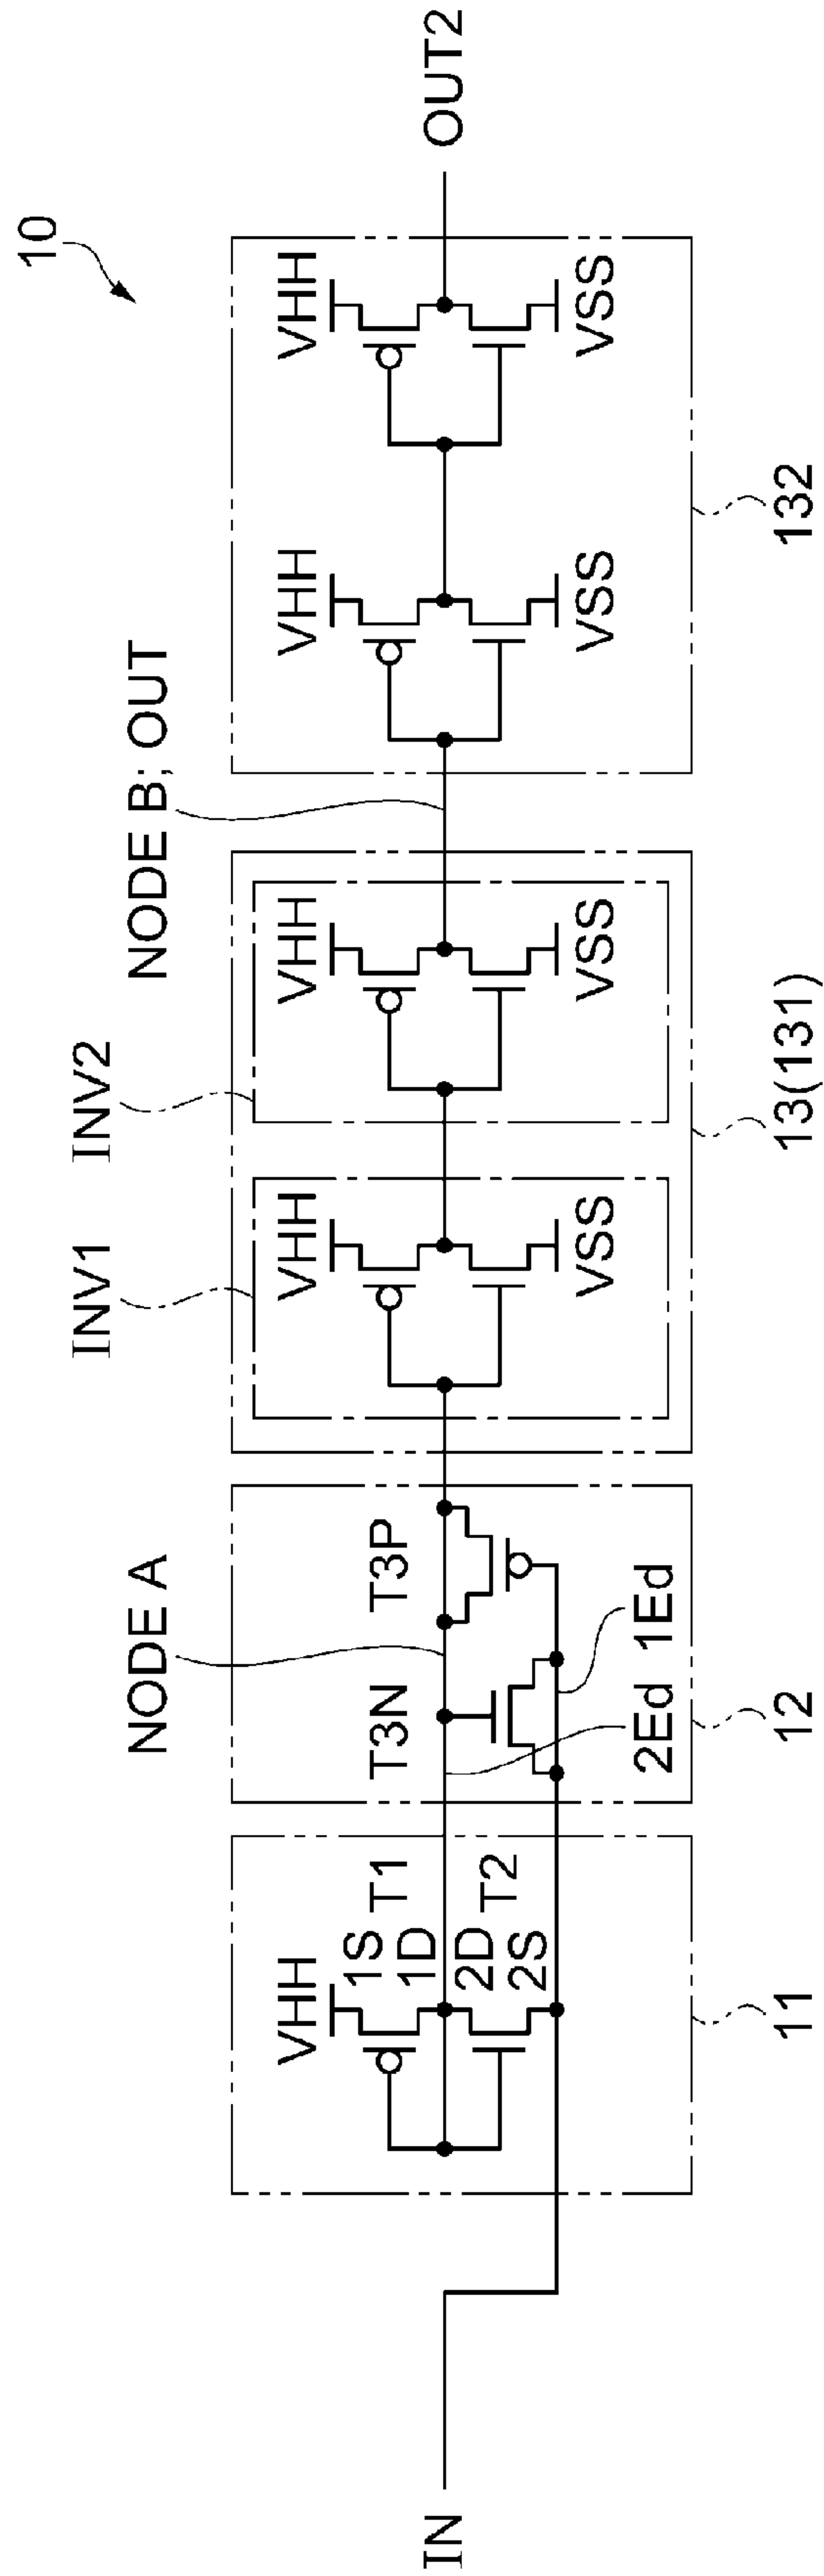 10
INV1
INV2
NODE A
NODE B; OUT
VHH
VHH
VHH
VHH
VHH
1S
T1
1D
T3N
T3P
IN
OUT2
2D
T2
2S
VSS
VSS
VSS
VSS
2Ed
1Ed
11
12
13(131)
132